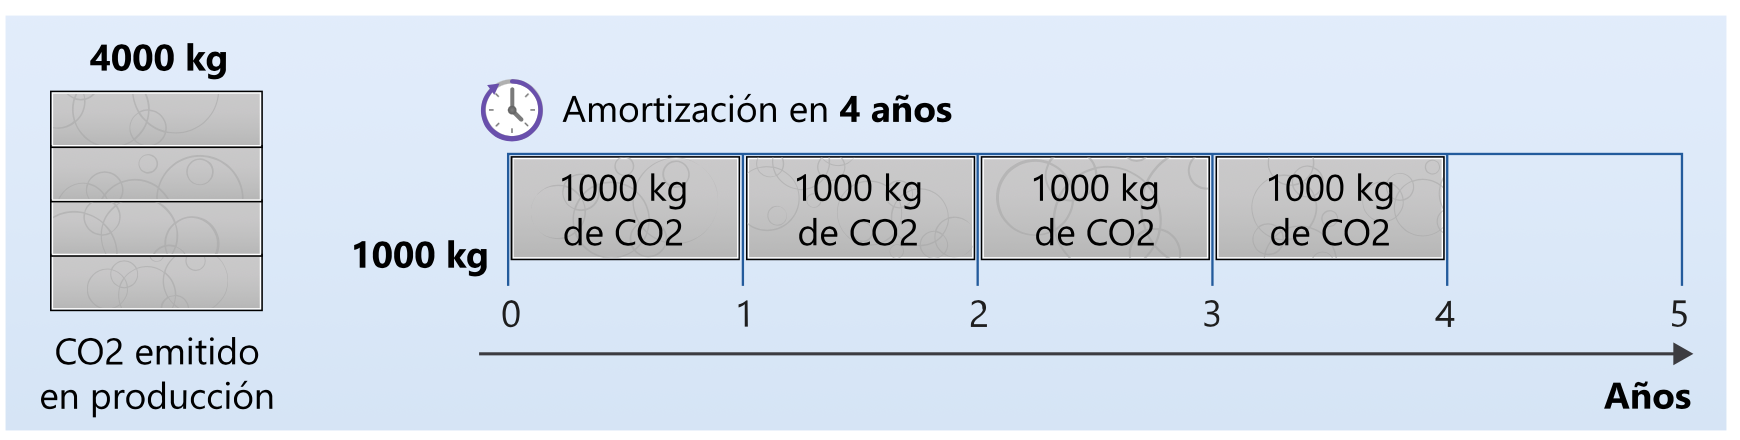 4000 kg
CO2 emitido
en producción
Amortización en 4 años
1000 kg
1000 kg
de CO2
1000 kg
de CO2
1000 kg
de CO2
1000 kg
de CO2
0
1
2
3
4
5
Años